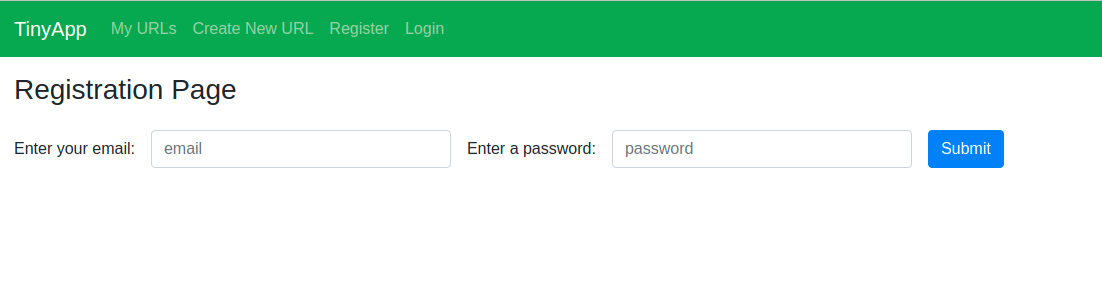 TinyApp My URLs Create New URL Register Login
Registration Page
Enter your email: email Enter a password: password Submit